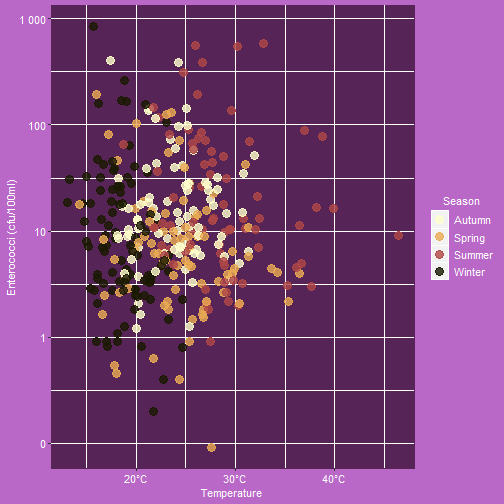 1 000
100
10
1
0
Enterococci (cfu/100ml)
20°C
30°C
40°C
Temperature
Season
Autumn
Spring
Summer
Winter